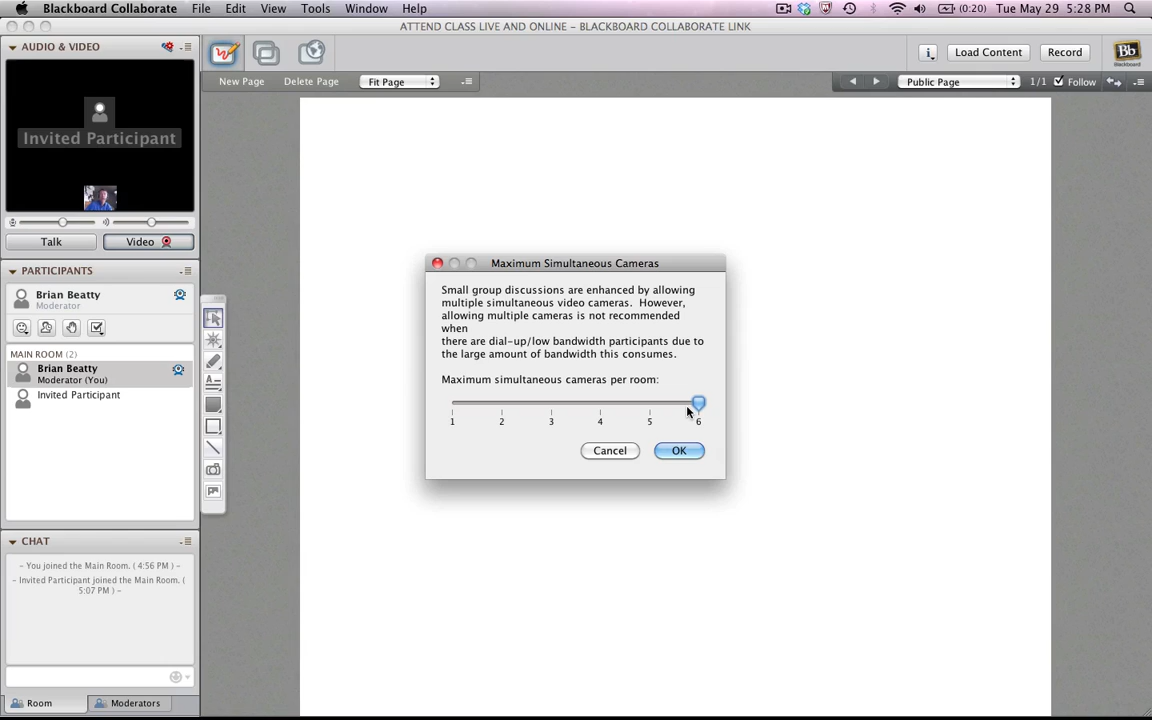 Blackboard Collaborate File Edit View Tools Window Help (0:20) Tue May 29 5:28 PM
ATTEND CLASS LIVE AND ONLINE - BLACKBOARD COLLABORATE LINK
AUDIO & VIDEO
Invited Participant
Talk Video
PARTICIPANTS
Brian Beatty
Moderator
MAIN ROOM (2)
Brian Beatty
Moderator (You)
Invited Participant
CHAT
- You joined the Main Room. ( 4:56 PM ) -
- Invited Participant joined the Main Room. (
5:07 PM ) -
Room Moderators
i Load Content Record Bb
Blackboard
New Page Delete Page Fit Page Public Page 1/1 Follow
Maximum Simultaneous Cameras
Small group discussions are enhanced by allowing
multiple simultaneous video cameras. However,
allowing multiple cameras is not recommended
when
there are dial-up/low bandwidth participants due to
the large amount of bandwidth this consumes.
Maximum simultaneous cameras per room:
1 2 3 4 5 6
Cancel OK